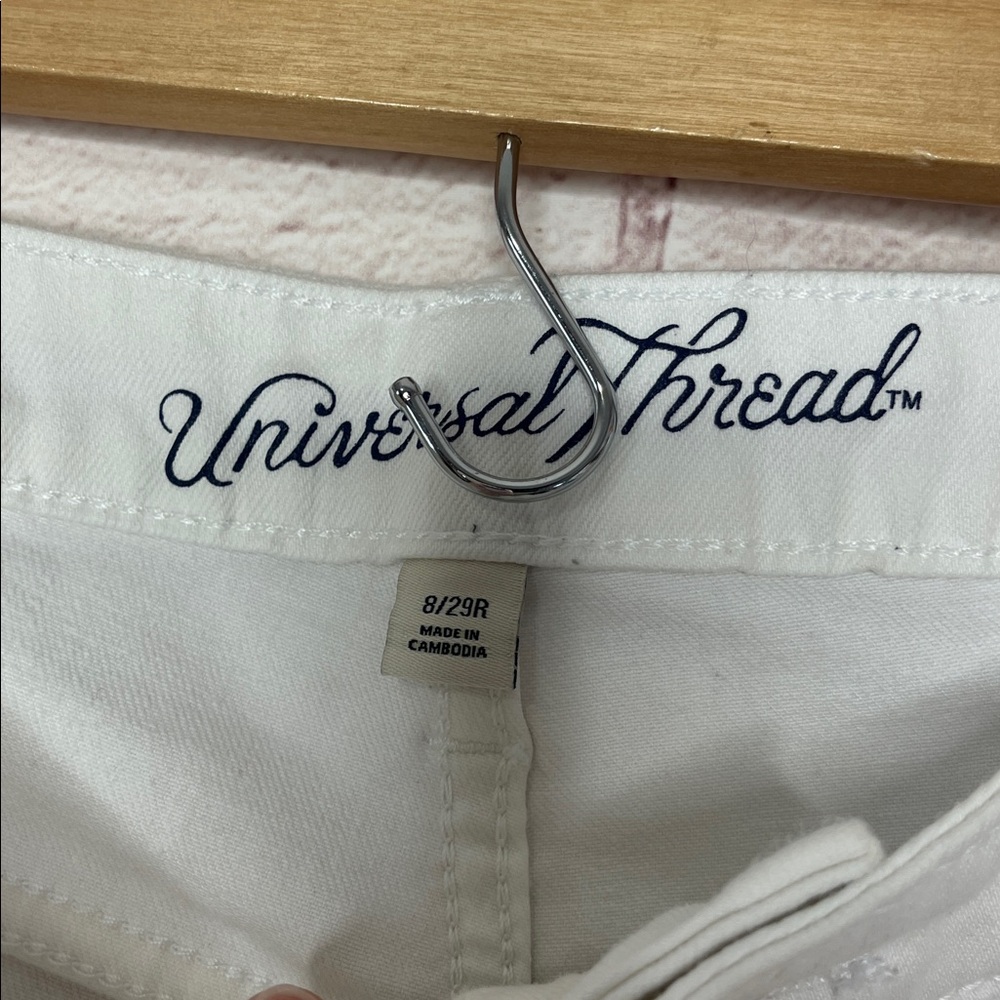 Universal Thread™
8/29R
MADE IN
CAMBODIA